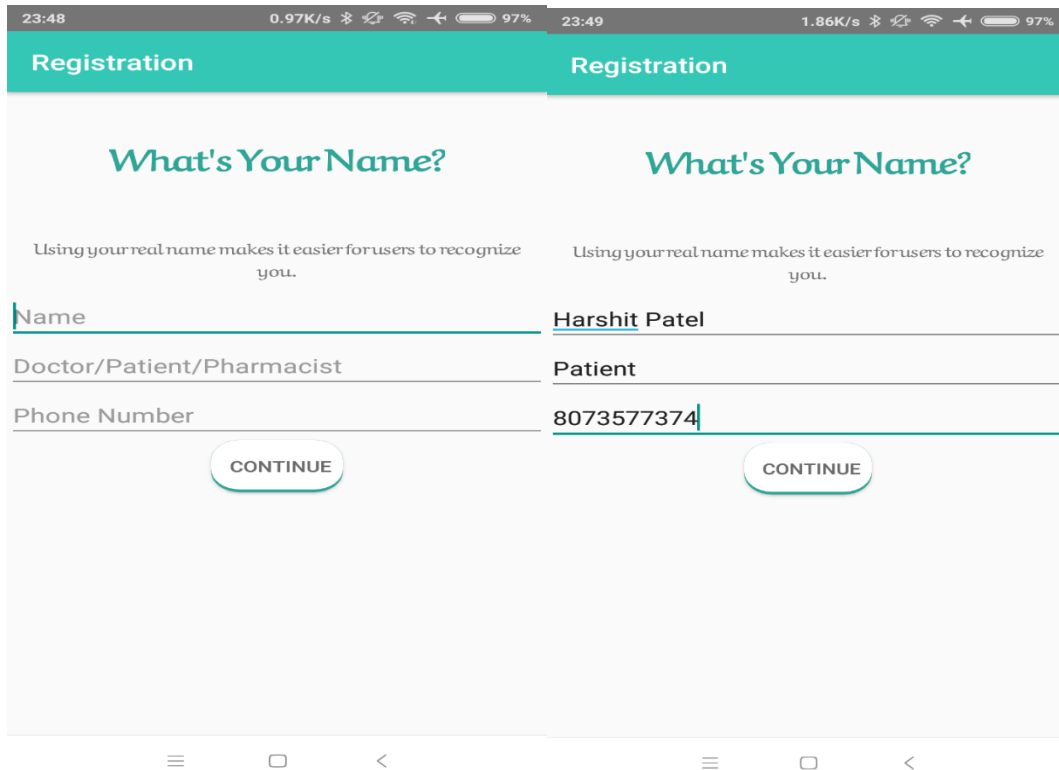 23:48 0.97K/s 97%
Registration
What's Your Name?
Using your real name makes it easier for users to recognize
you.
Name
Doctor/Patient/Pharmacist
Phone Number
CONTINUE
23:49 1.86K/s 97%
Registration
What's Your Name?
Using your real name makes it easier for users to recognize
you.
Harshit Patel
Patient
8073577374
CONTINUE